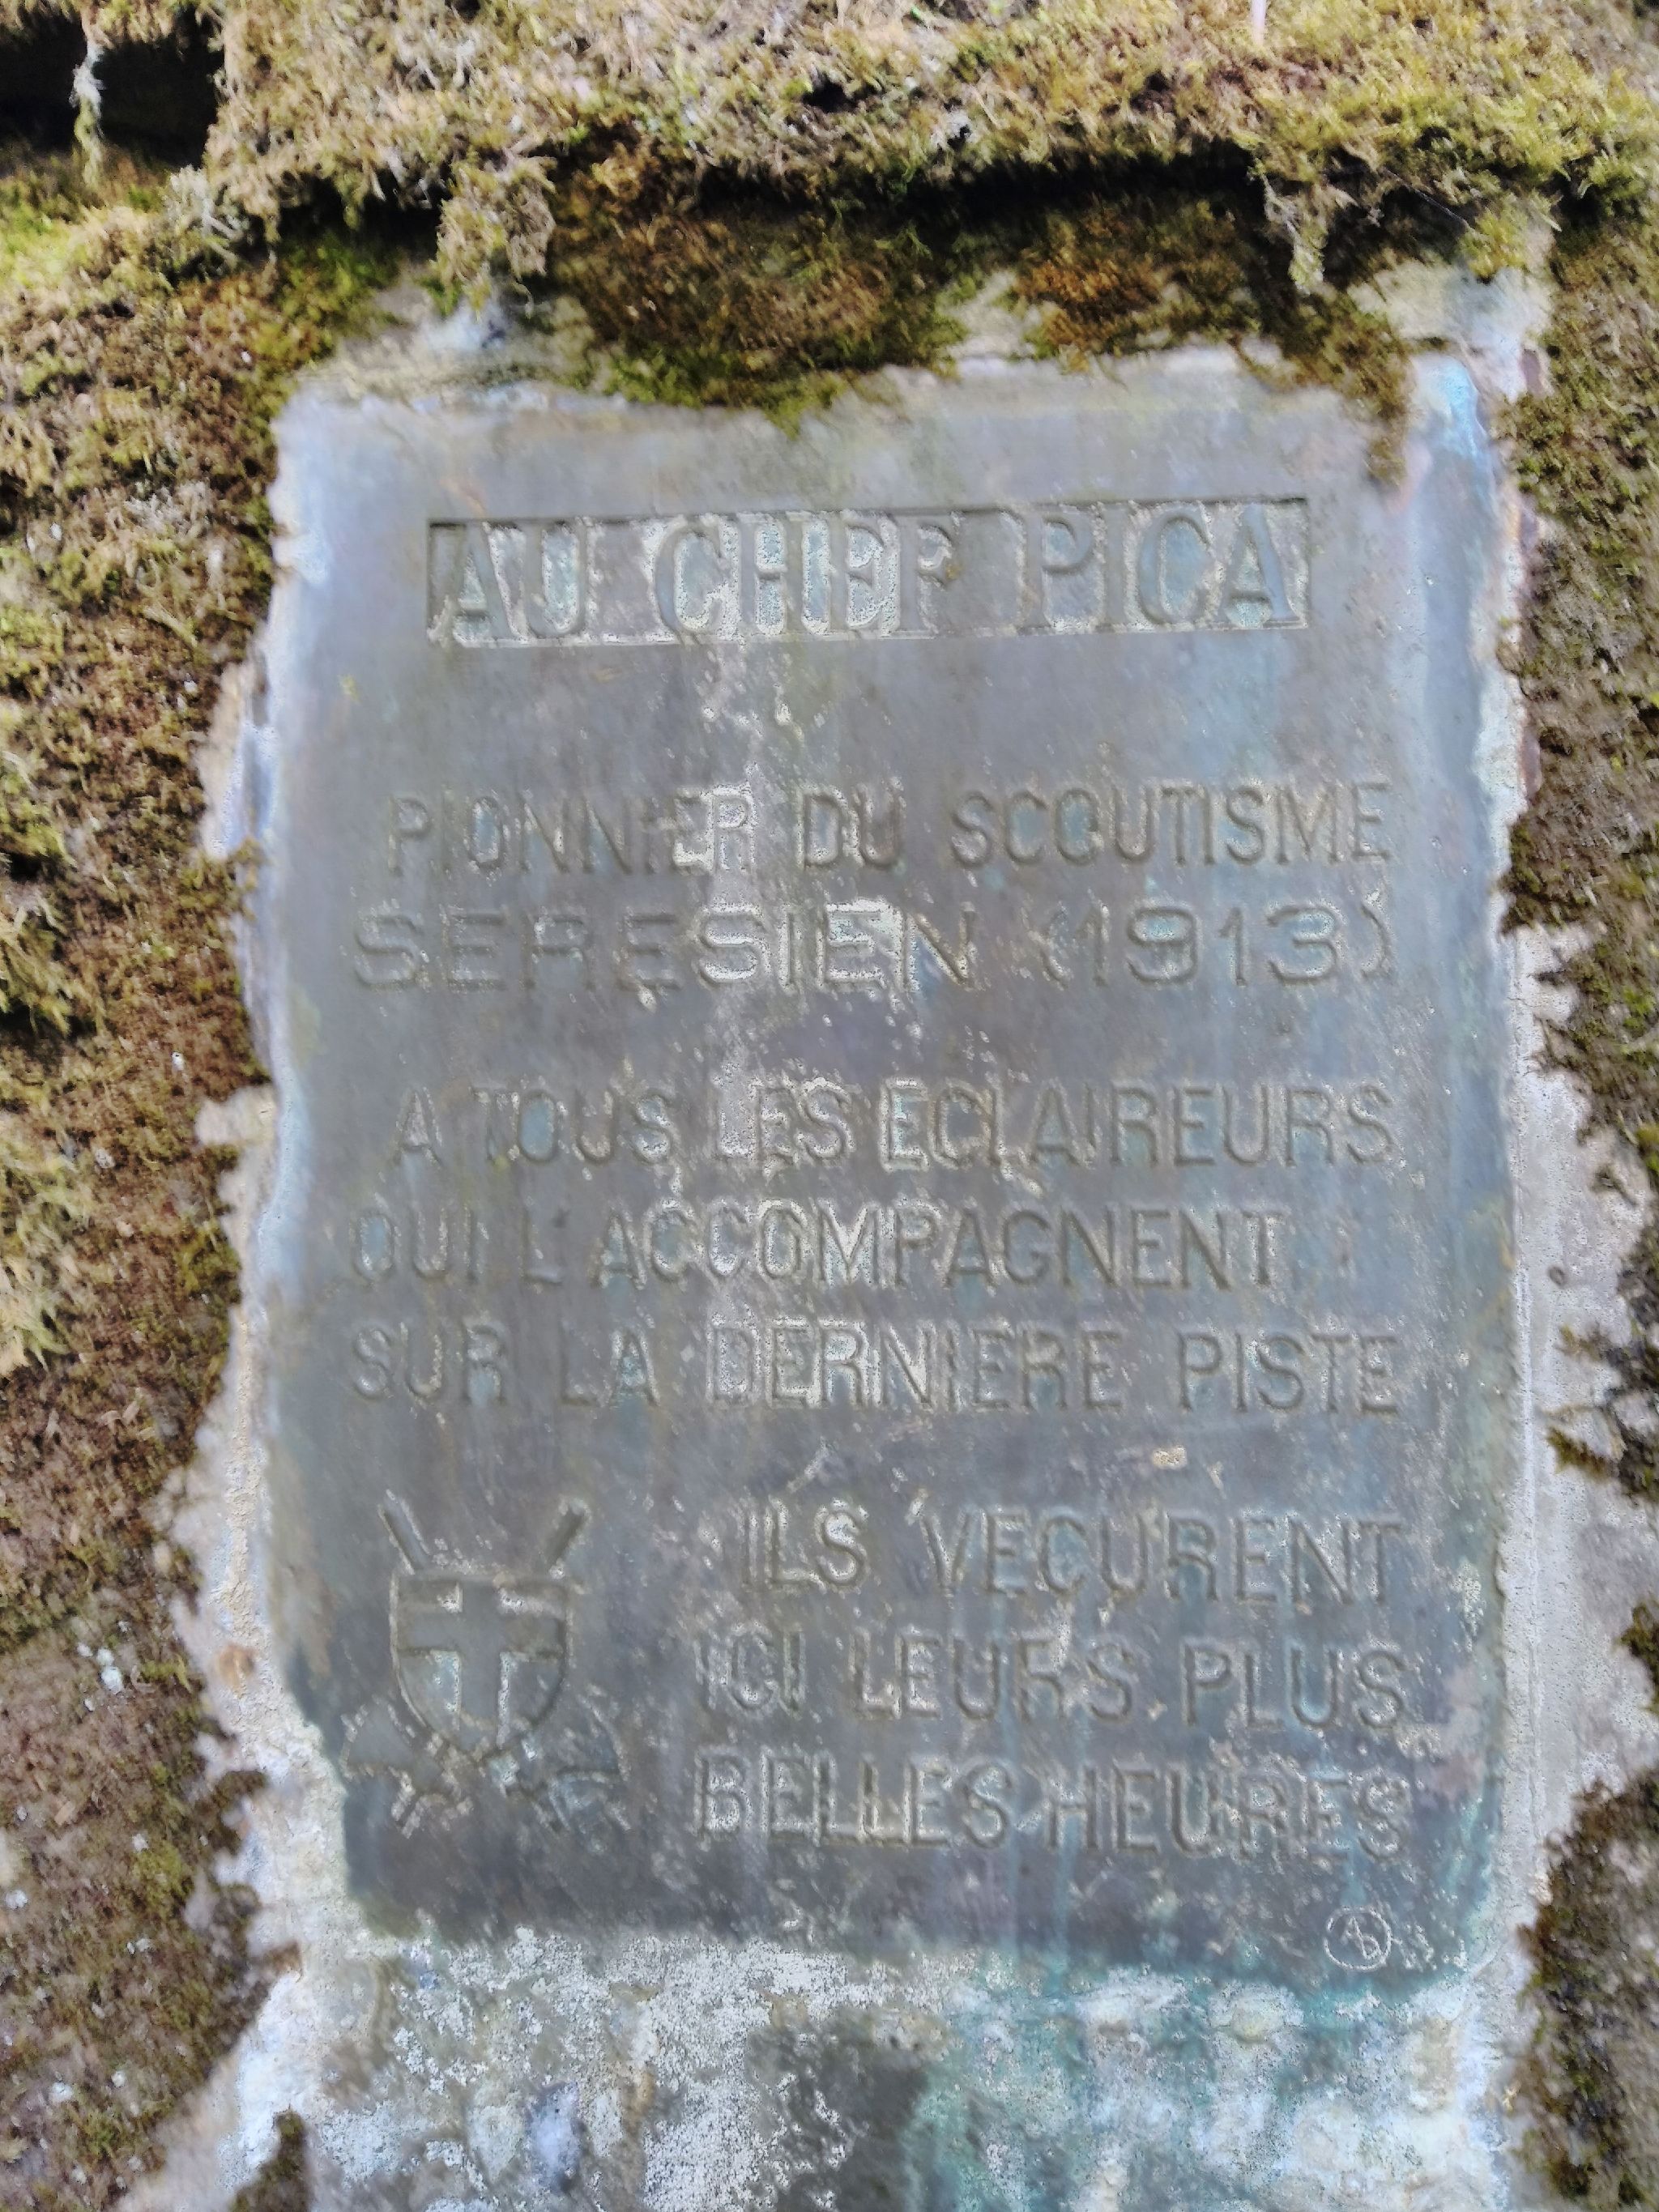 AU CHEF PICA
PIONNIER DU SCOUTISME
SERESIEN (1913)
A TOUS LES ECLAIREURS
QUI L'ACCOMPAGNENT
SUR LA DERNIERE PISTE
ILS VECURENT
ICI LEURS PLUS
BELLES HEURES